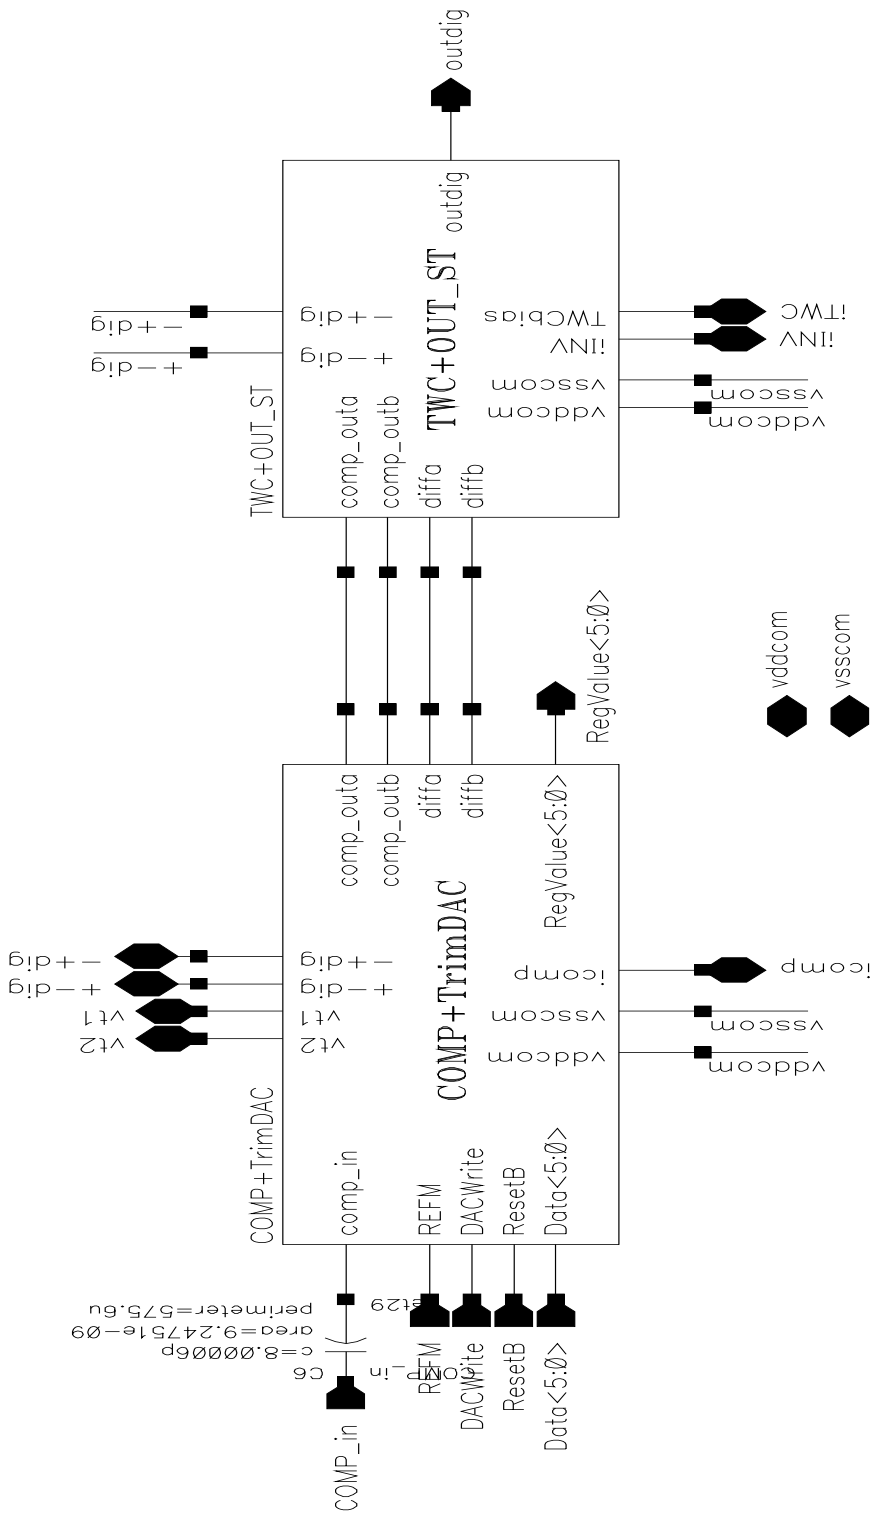 outdig
outdig
TWC+OUT_ST
TWC+OUT_ST
-+dig
+-dig
-+dig
+-dig
TWCbias
iINV
vsscom
vddcom
iTWC
iINV
vsscom
vddcom
comp_outa
comp_outb
diffa
diffb
RegValue<5:0>
vddcom
vsscom
comp_outa
comp_outb
diffa
diffb
RegValue<5:0>
COMP+TrimDAC
COMP+TrimDAC
-+dig
+-dig
vt1
vt2
-+dig
+-dig
vt1
vt2
icomp
vsscom
vddcom
icomp
vsscom
vddcom
comp_in
REFM
DACWrite
ResetB
Data<5:0>
et29
perimeter=575.6u
area=9.24751e-09
c=8.00006p
C6
COMP_in
COMP_in
REFM
DACWrite
ResetB
Data<5:0>